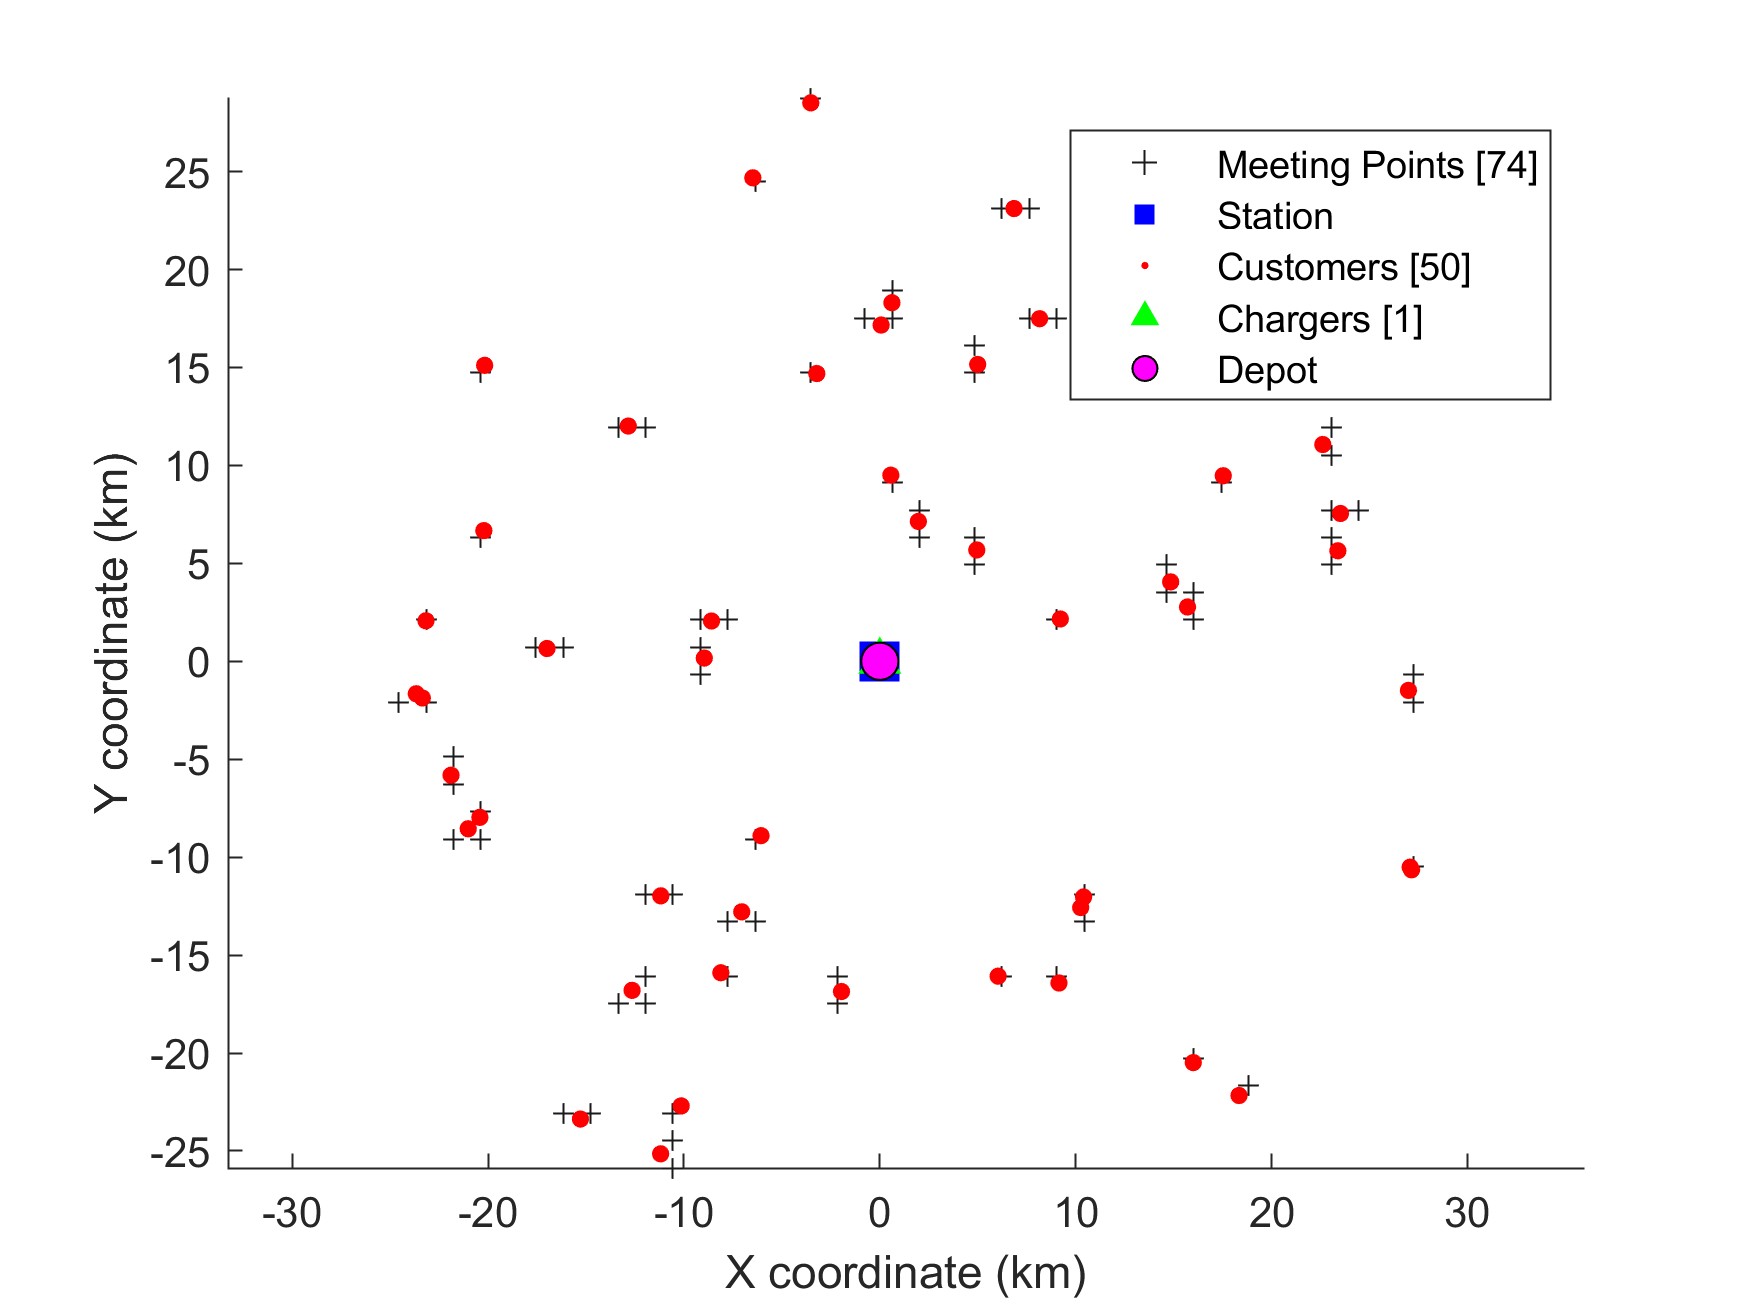 25
20
15
10
5
0
-5
-10
-15
-20
-25
Y coordinate (km)
Meeting Points [74]
Station
Customers [50]
Chargers [1]
Depot
-30 -20 -10 0 10 20 30
X coordinate (km)